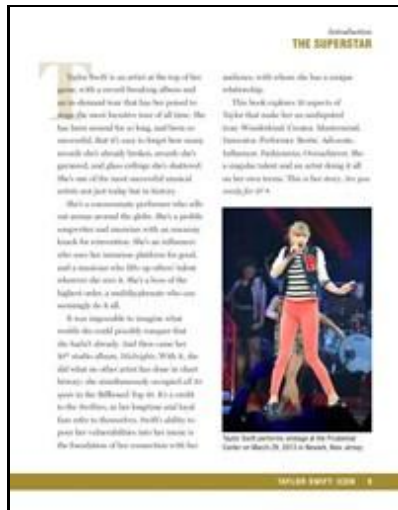 Introduction
THE SUPERSTAR
Taylor Swift is an artist at the top of her
game, with a record-breaking album and
an in-demand tour that has her poised to
stage the most lucrative tour of all time. She
has been around for so long, and been so
successful, that it's easy to forget how many
records she's already broken, awards she's
garnered, and glass ceilings she's shattered.
She's one of the most successful musical
artists not just today but in history.
She's a consummate performer who sells
out arenas around the globe. She's a prolific
songwriter and musician with an uncanny
knack for reinvention. She's an influencer
who uses her immense platform for good,
and a musician who lifts up others' talent
wherever she sees it. She's a boss of the
highest order, a multihyphenate who can
seemingly do it all.
It was impossible to imagine what
worlds she could possibly conquer that
she hadn't already. And then came her
10th studio album, Midnights. With it, she
did what no other artist has done in chart
history: she simultaneously occupied all 10
spots in the Billboard Top 10. It's a credit
to the Swifties, as her longtime and loyal
fans refer to themselves. Swift's ability to
pour her vulnerabilities into her music is
the foundation of her connection with her
audience, with whom she has a unique
relationship.
This book explores 10 aspects of
Taylor that make her an undisputed
icon: Wunderkind, Creator, Mastermind,
Innovator, Performer, Bestie, Advocate,
Influencer, Pathbreaker, Overachiever. She
a singular talent and an artist doing it all
on her own terms. This is her story. Are you
ready for it?
Taylor Swift performs onstage at the Prudential
Center on March 29, 2013 in Newark, New Jersey.
TAYLOR SWIFT: ICON